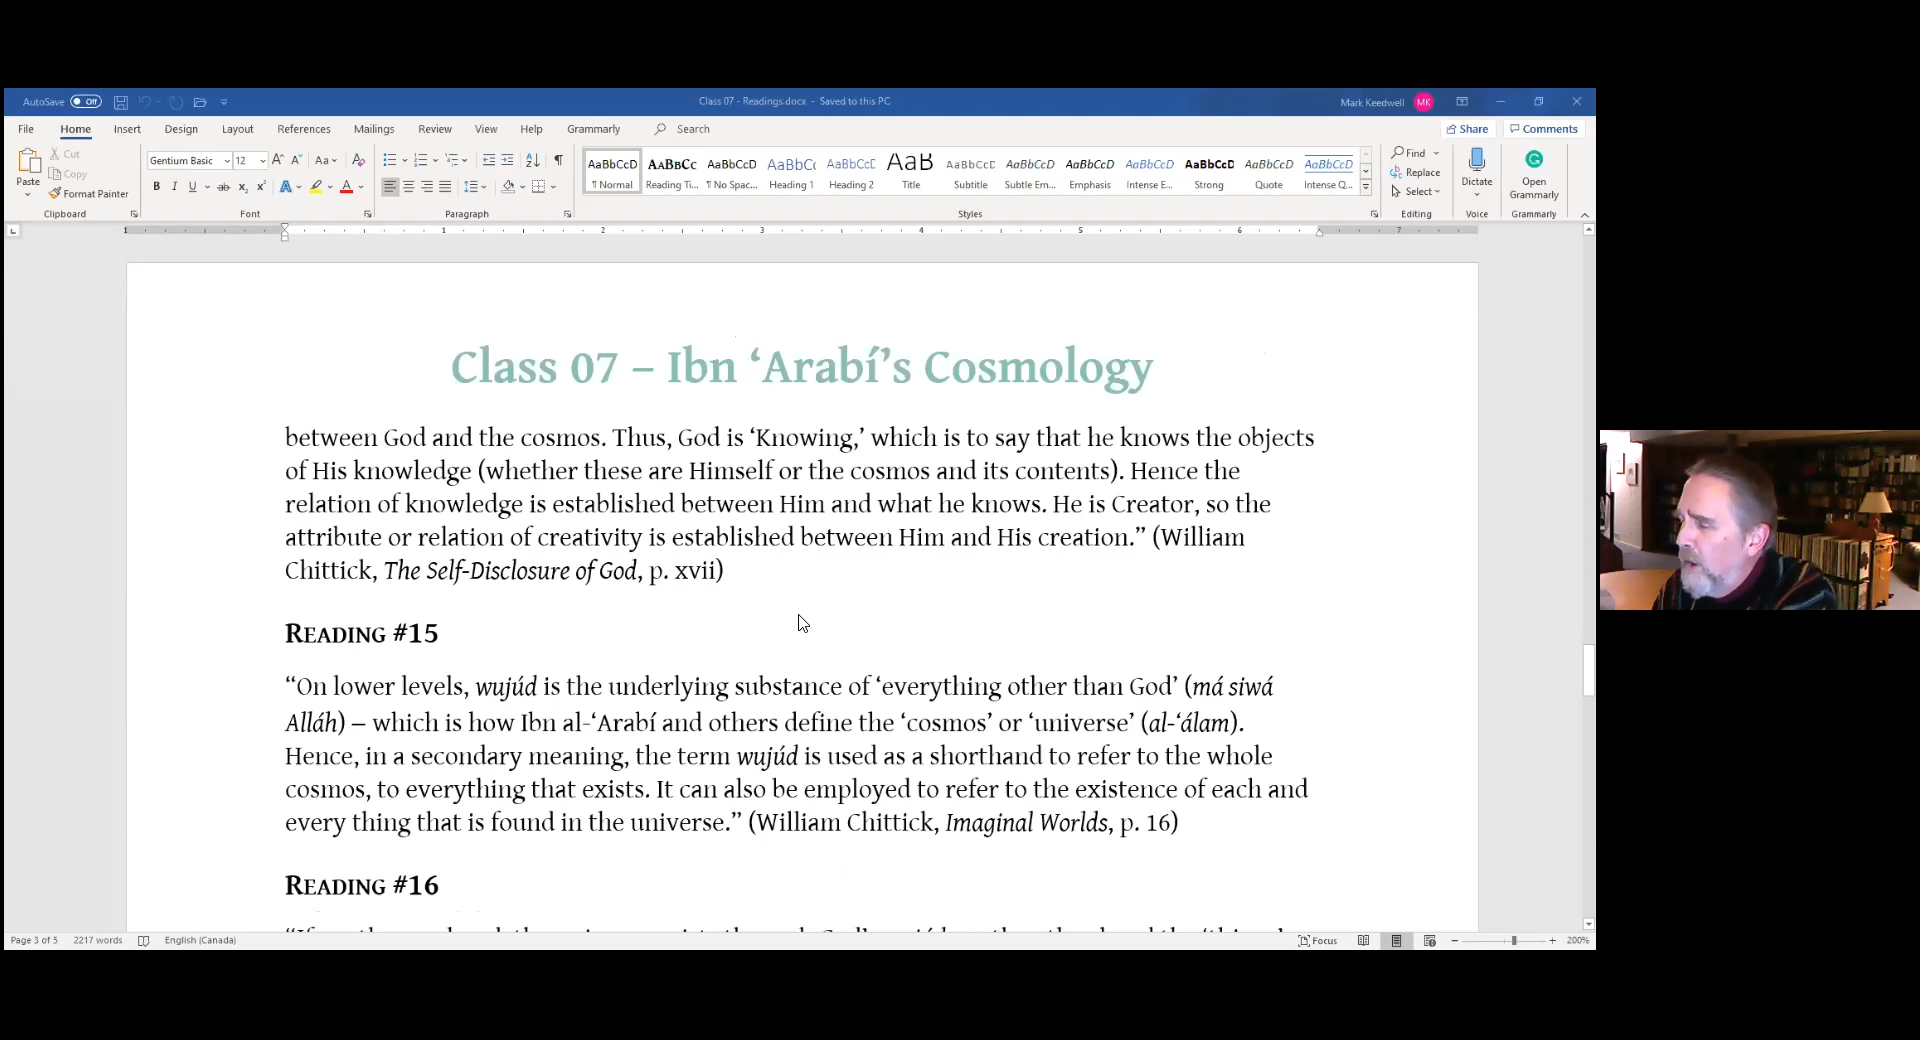 AutoSave Off Class 07 - Readings.docx - Saved to this PC Mark Keedwell MK
File Home Insert Design Layout References Mailings Review View Help Grammarly Search Share Comments
Paste Cut Copy Format Painter Clipboard
Gentium Basic 12 Font
Paragraph
AaBbCcD AaBbCc AaBbCcD AaBbCc AaBbCcC AaB AaBbCcD AaBbCcD AaBbCcD AaBbCcD AaBbCcD AaBbCcD AaBbCcD
¶ Normal Reading Ti... ¶ No Spac... Heading 1 Heading 2 Title Subtitle Subtle Em... Emphasis Intense E... Strong Quote Intense Q...
Styles
Find Replace Select Editing
Dictate Voice
Open Grammarly Grammarly
1 1 2 3 4 5 6 7
Class 07 – Ibn ‘Arabí’s Cosmology
between God and the cosmos. Thus, God is ‘Knowing,’ which is to say that he knows the objects
of His knowledge (whether these are Himself or the cosmos and its contents). Hence the
relation of knowledge is established between Him and what he knows. He is Creator, so the
attribute or relation of creativity is established between Him and His creation.” (William
Chittick, The Self-Disclosure of God, p. xvii)
READING #15
“On lower levels, wujúd is the underlying substance of ‘everything other than God’ (má siwá
Alláh) – which is how Ibn al-‘Arabí and others define the ‘cosmos’ or ‘universe’ (al-‘álam).
Hence, in a secondary meaning, the term wujúd is used as a shorthand to refer to the whole
cosmos, to everything that exists. It can also be employed to refer to the existence of each and
every thing that is found in the universe.” (William Chittick, Imaginal Worlds, p. 16)
READING #16
Page 3 of 5 2217 words English (Canada) Focus 200%